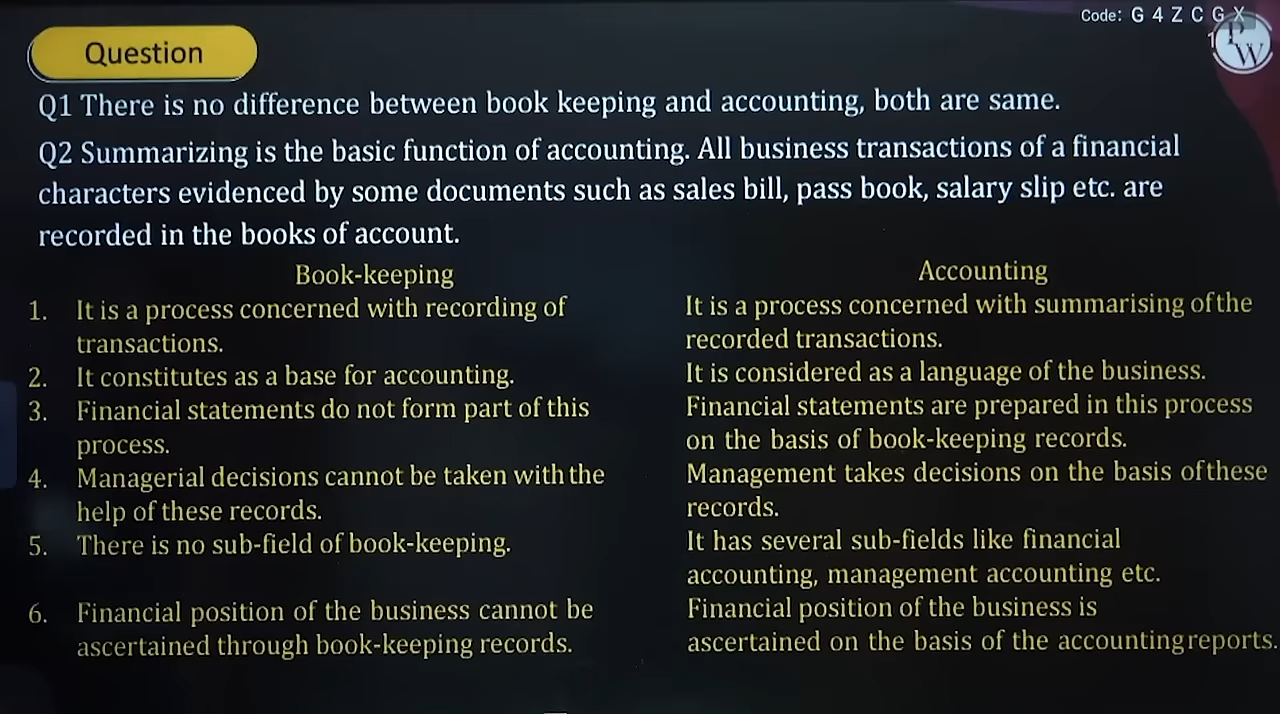 Code: G 4 Z C G X
1
PW
Question
Q1 There is no difference between book keeping and accounting, both are same.
Q2 Summarizing is the basic function of accounting. All business transactions of a financial
characters evidenced by some documents such as sales bill, pass book, salary slip etc. are
recorded in the books of account.
Book-keeping
1. It is a process concerned with recording of
transactions.
2. It constitutes as a base for accounting.
3. Financial statements do not form part of this
process.
4. Managerial decisions cannot be taken with the
help of these records.
5. There is no sub-field of book-keeping.
6. Financial position of the business cannot be
ascertained through book-keeping records.
Accounting
It is a process concerned with summarising ofthe
recorded transactions.
It is considered as a language of the business.
Financial statements are prepared in this process
on the basis of book-keeping records.
Management takes decisions on the basis ofthese
records.
It has several sub-fields like financial
accounting, management accounting etc.
Financial position of the business is
ascertained on the basis of the accountingreports.